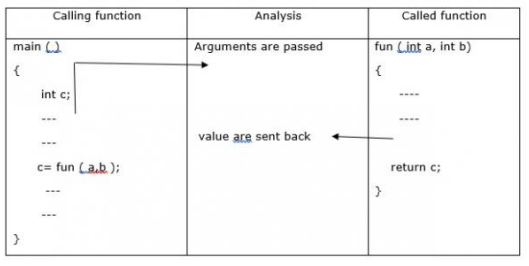 Calling function
Analysis
Called function
main ( )
{
int c;
---
---
c= fun ( a,b );
---
---
}
Arguments are passed
value are sent back
fun ( int a, int b)
{
----
----
return c;
}